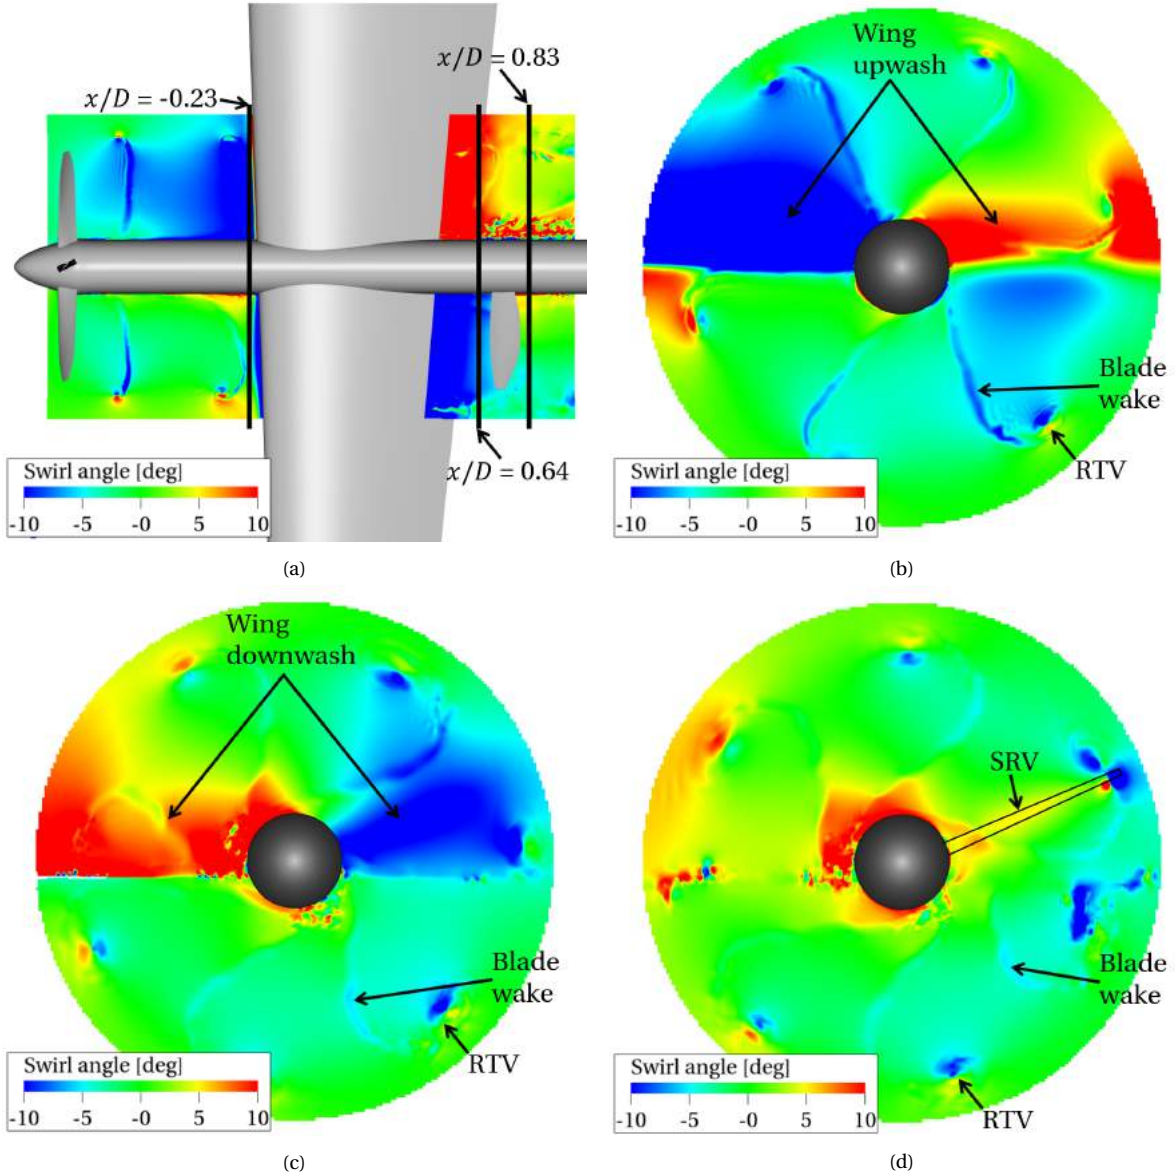 x/D = 0.83
x/D = -0.23
x/D = 0.64
Swirl angle [deg]
-10 -5 -0 5 10
(a)
Wing
upwash
Blade
wake
RTV
Swirl angle [deg]
-10 -5 -0 5 10
(b)
Wing
downwash
Blade
wake
RTV
Swirl angle [deg]
-10 -5 -0 5 10
(c)
SRV
Blade
wake
RTV
Swirl angle [deg]
-10 -5 -0 5 10
(d)